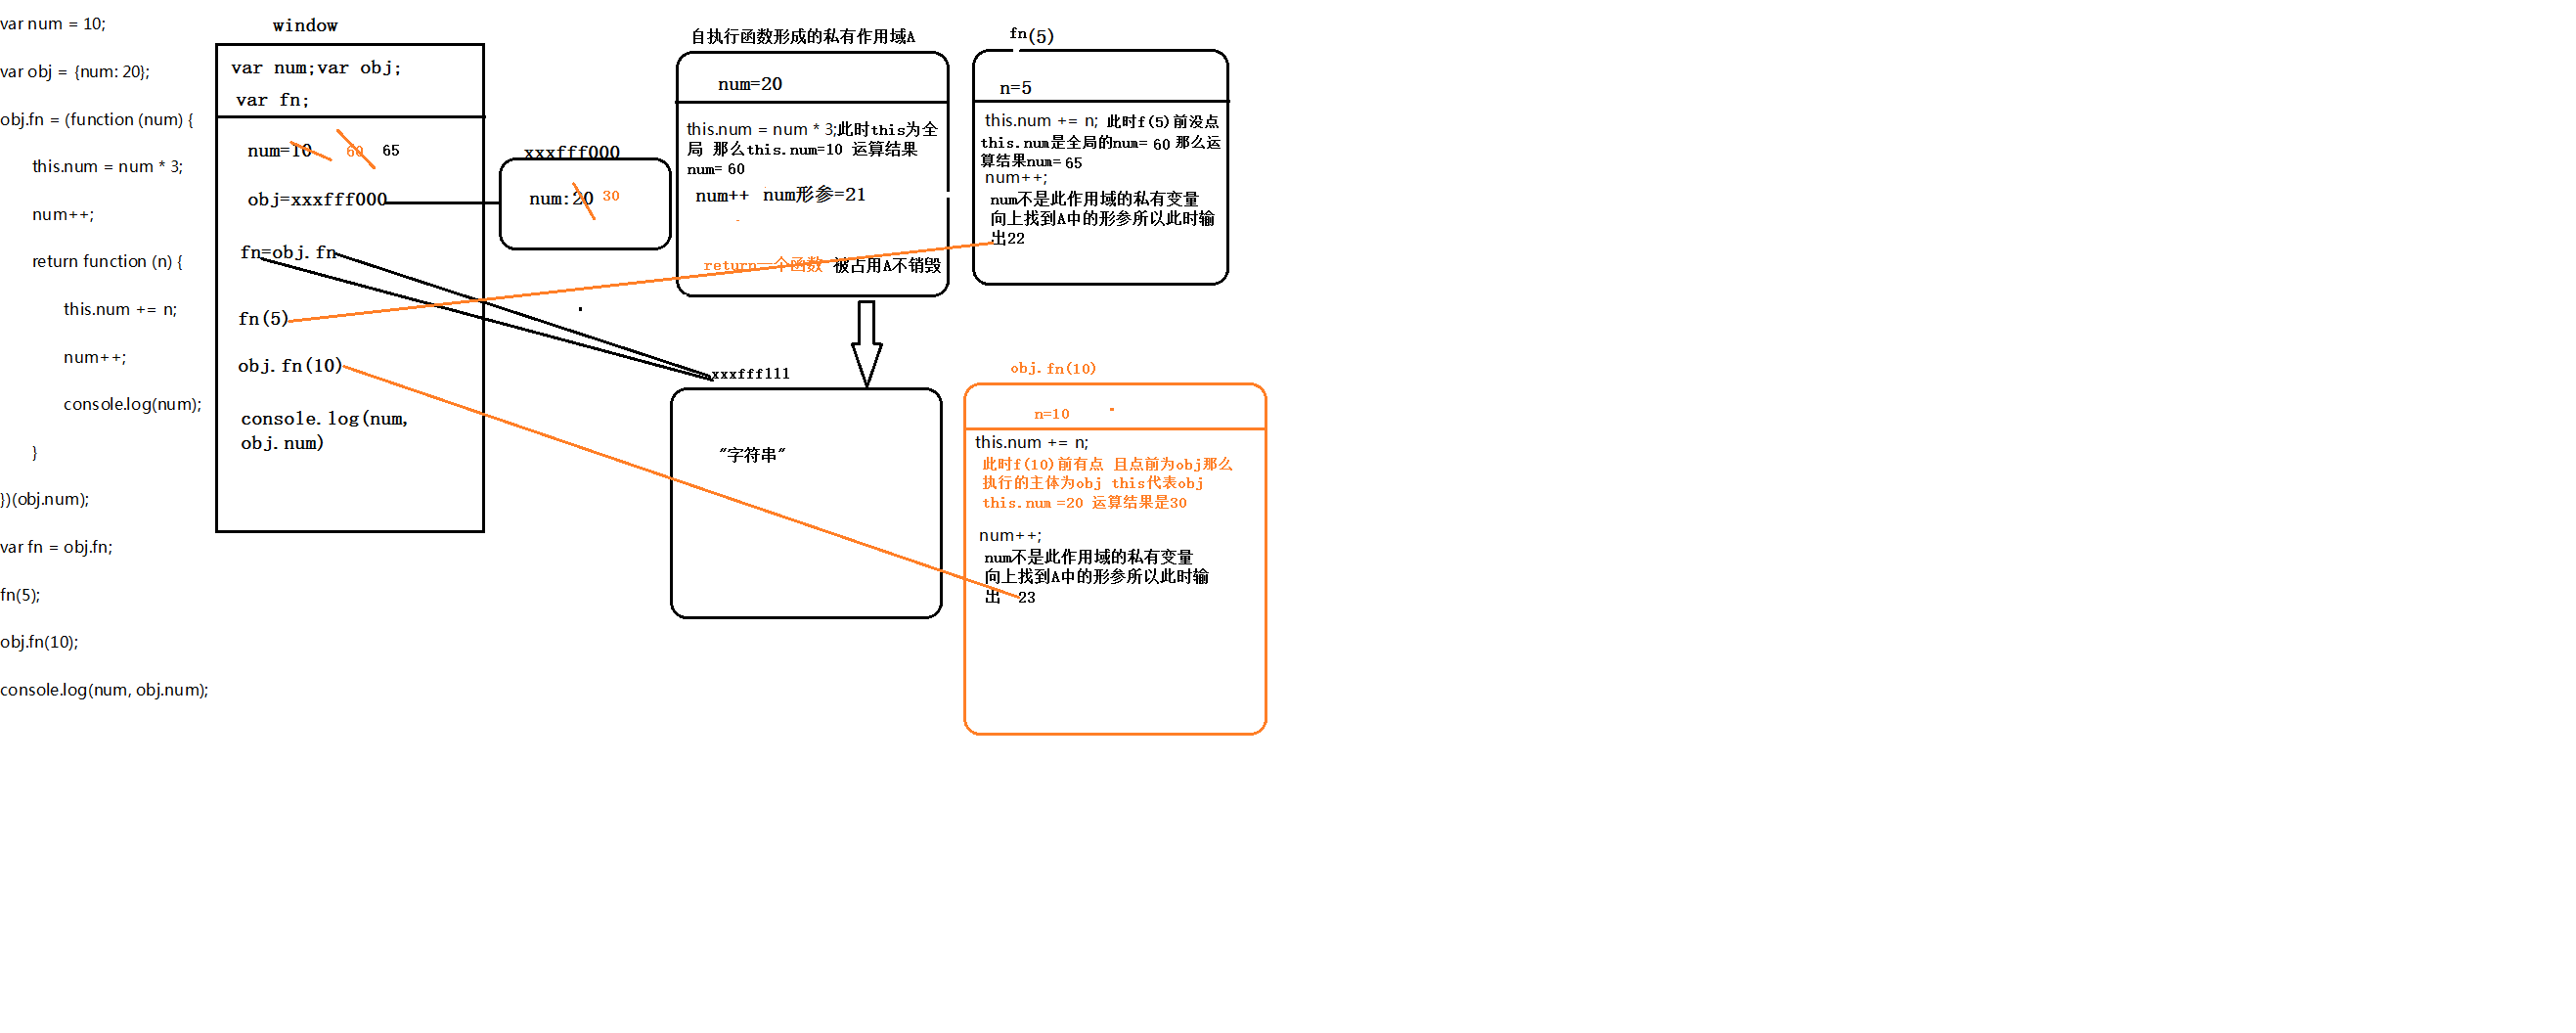 var num = 10;
var obj = {num: 20};
obj.fn = (function (num) {
this.num = num * 3;
num++;
return function (n) {
this.num += n;
num++;
console.log(num);
}
})(obj.num);
var fn = obj.fn;
fn(5);
obj.fn(10);
console.log(num, obj.num);
window
var num;var obj;
var fn;
num=10 60 65
obj=xxxfff000
fn=obj.fn
fn(5)
obj.fn(10)
console.log(num,
obj.num)
xxxfff000
num:20 30
自执行函数形成的私有作用域A
num=20
this.num = num * 3;此时this为全
局 那么this.num=10 运算结果
num= 60
num++ num形参=21
return一个函数 被占用A不销毁
xxxfff111
"字符串"
fn(5)
n=5
this.num += n; 此时f(5)前没点
this.num是全局的num= 60 那么运
算结果num= 65
num++;
num不是此作用域的私有变量
向上找到A中的形参所以此时输
出22
obj.fn(10)
n=10
this.num += n;
此时f(10)前有点 且点前为obj那么
执行的主体为obj this代表obj
this.num =20 运算结果是30
num++;
num不是此作用域的私有变量
向上找到A中的形参所以此时输
出 23